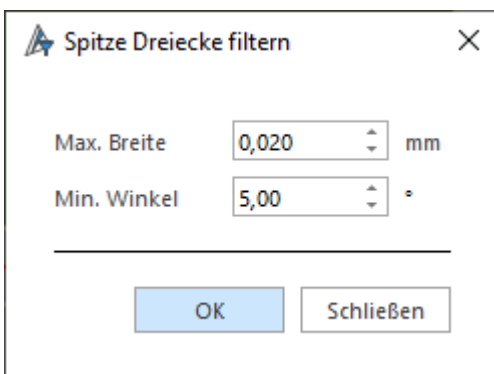 Spitze Dreiecke filtern
Max. Breite 0,020 mm
Min. Winkel 5,00 °
OK Schließen